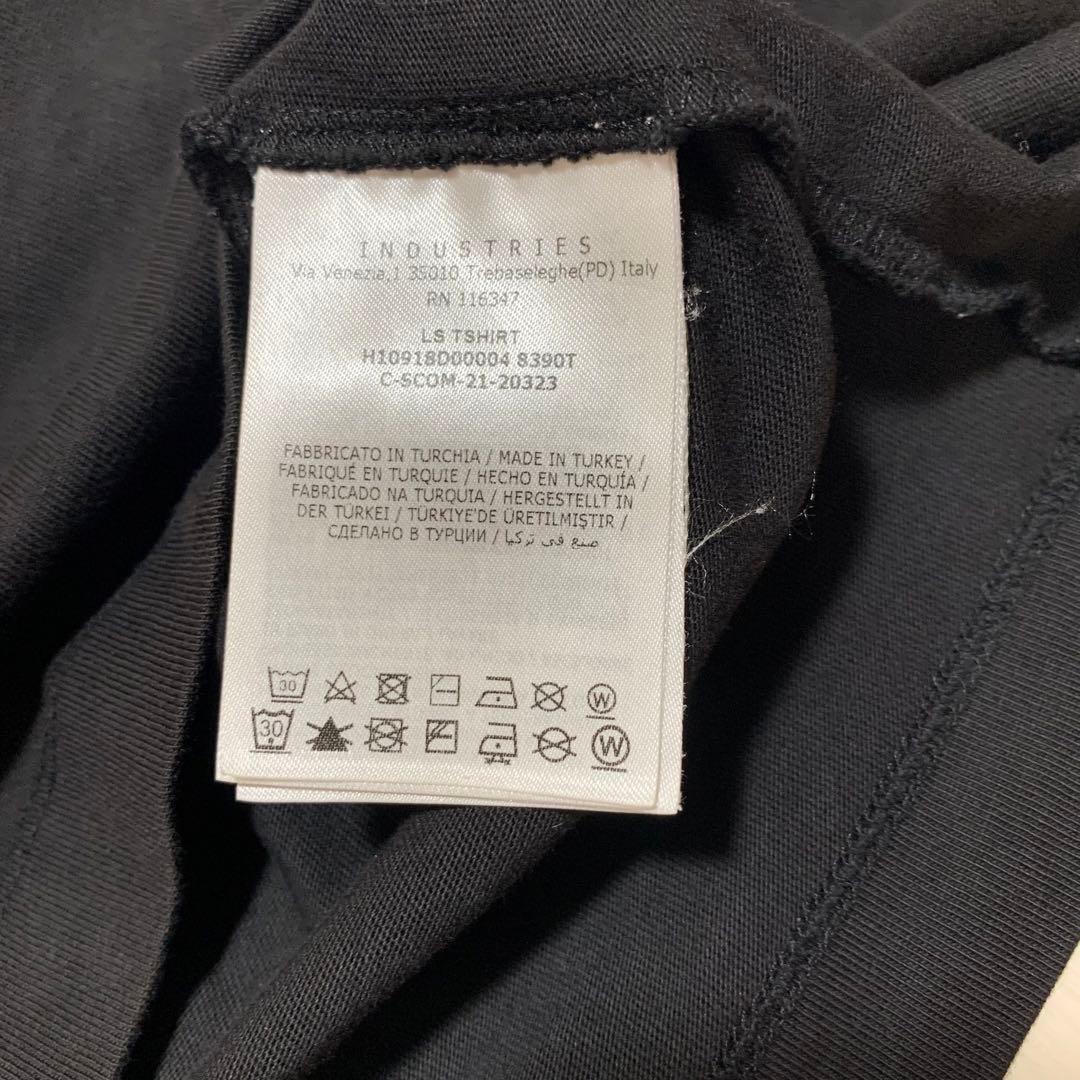 INDUSTRIES
Via Venezia,1 35010 Trebaseleghe(PD) Italy
RN 116347
LS TSHIRT
H10918D00004 8390T
C-SCOM-21-20323
FABBRICATO IN TURCHIA / MADE IN TURKEY /
FABRIQUÉ EN TURQUIE / HECHO EN TURQUÍA /
FABRICADO NA TURQUIA / HERGESTELLT IN
DER TÜRKEI / TÜRKIYE'DE ÜRETILMIŞTIR /
СДЕЛАНО В ТУРЦИИ / صنع في تركيا
30 W
30 W